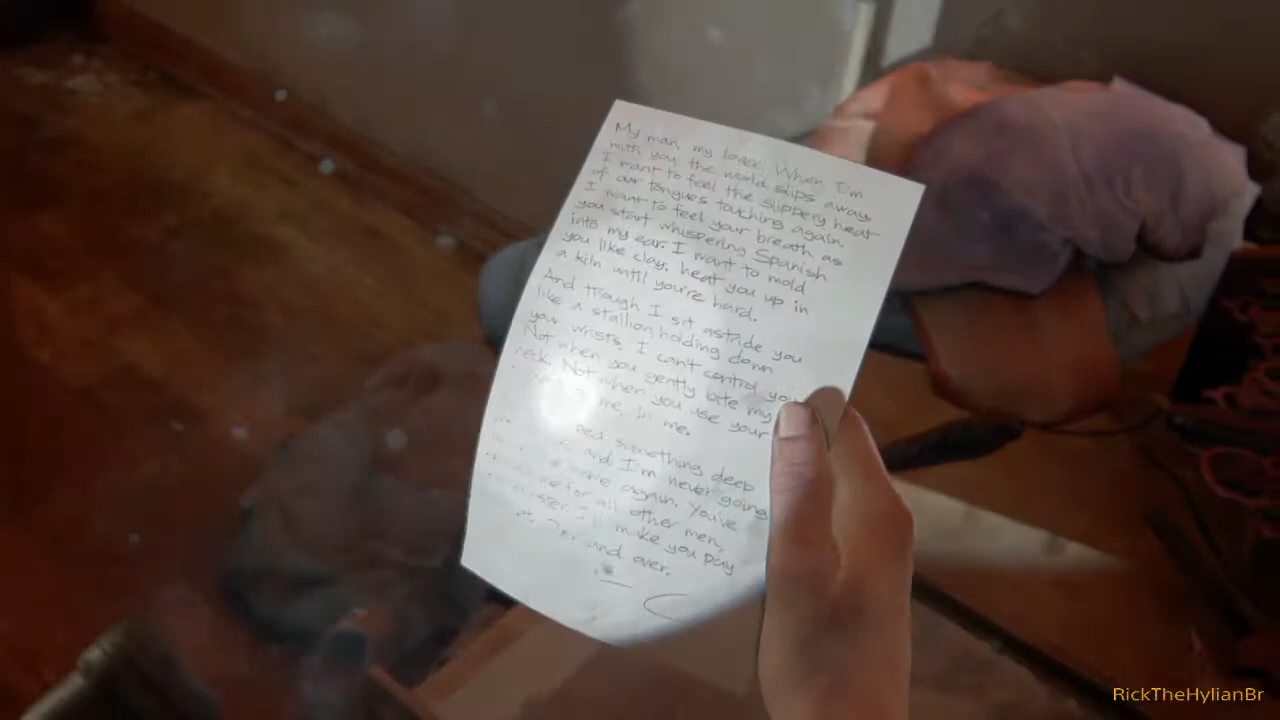 My man, my lover. When I'm
with you the world slips away.
I want to feel the slippery heat
of our tongues touching again.
I want to feel your breath as
you start whispering Spanish
into my ear. I want to mold
you like clay, heat you up in
a kiln until you're hard.
And though I sit astride you
like a stallion holding down
your wrists, I can't control you
Not when you gently bite my
neck. Not when you use your
me. In me.
something deep
and I'm never going
again. You've
for all other men,
make you pay
and over.
RickTheHylianBr